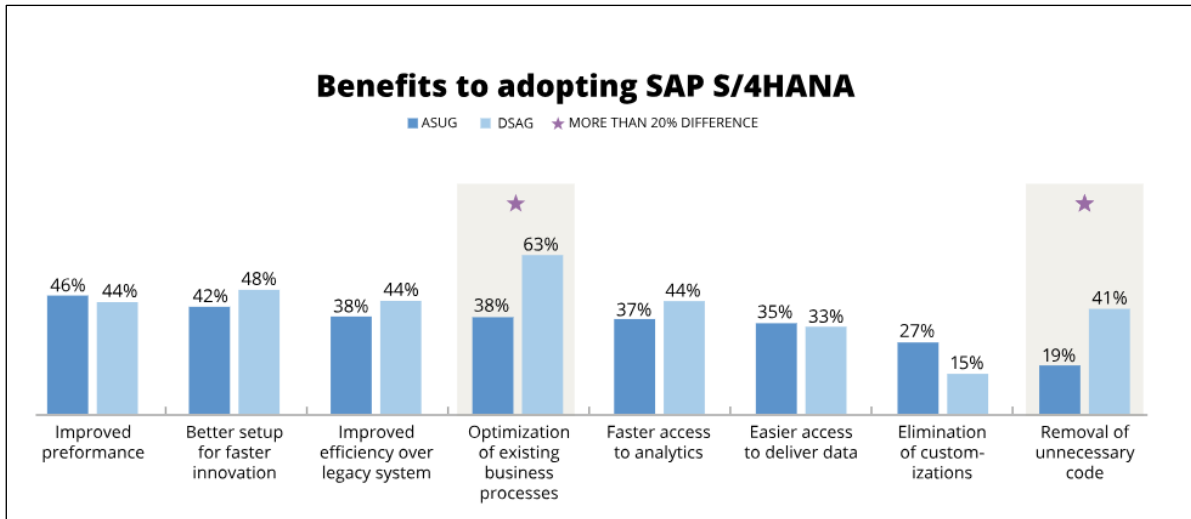 Benefits to adopting SAP S/4HANA
ASUG DSAG MORE THAN 20% DIFFERENCE
46% 44% 42% 48% 38% 44% 38% 63% 37% 44% 35% 33% 27% 15% 19% 41%
Improved
preformance
Better setup
for faster
innovation
Improved
efficiency over
legacy system
Optimization
of existing
business
processes
Faster access
to analytics
Easier access
to deliver data
Elimination
of custom-
izations
Removal of
unnecessary
code